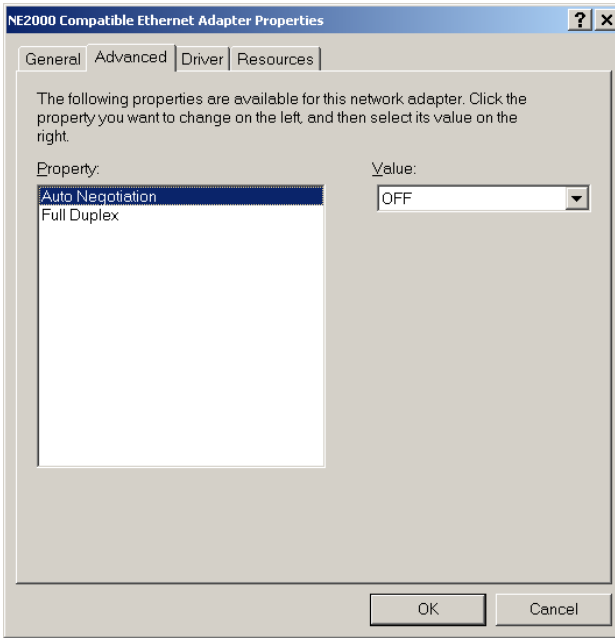 NE2000 Compatible Ethernet Adapter Properties
General Advanced Driver Resources
The following properties are available for this network adapter. Click the
property you want to change on the left, and then select its value on the
right.
Property: Value:
Auto Negotiation OFF
Full Duplex
OK Cancel